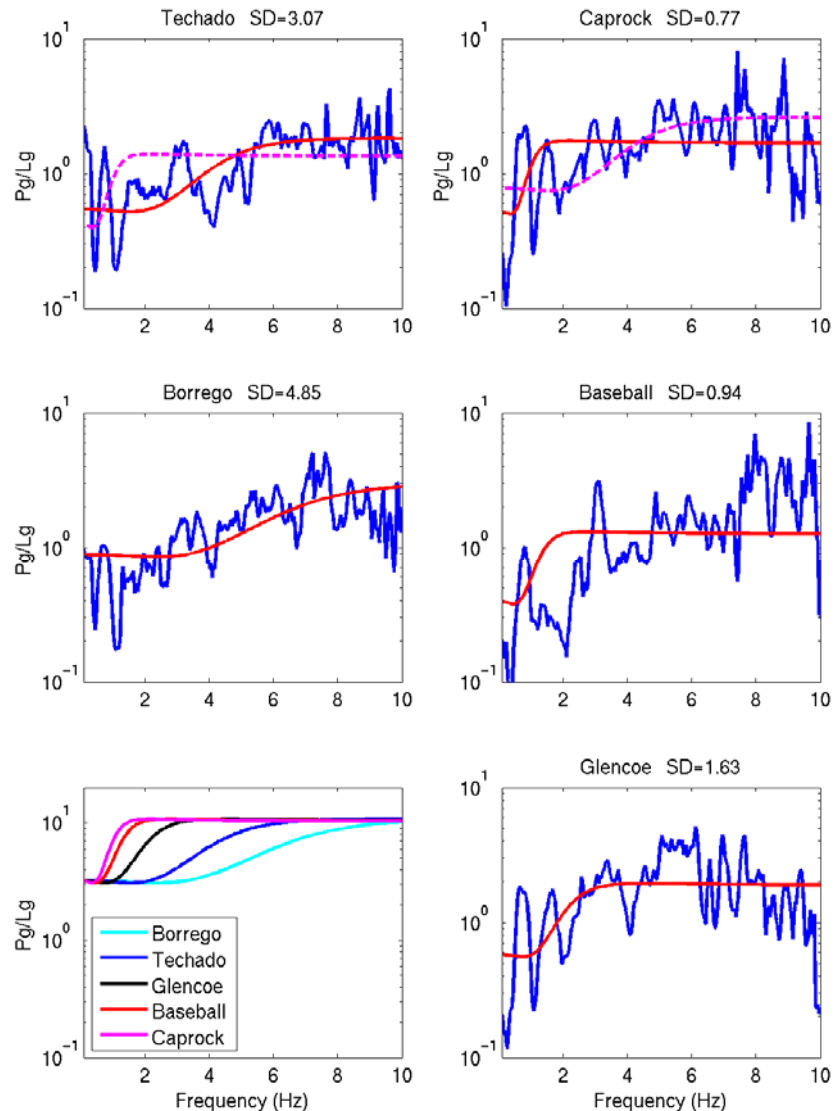 Techado SD=3.07
Pg/Lg
10^1
10^0
10^-1
2 4 6 8 10
Caprock SD=0.77
Pg/Lg
10^1
10^0
10^-1
2 4 6 8 10
Borrego SD=4.85
Pg/Lg
10^1
10^0
10^-1
2 4 6 8 10
Baseball SD=0.94
10^1
10^0
10^-1
2 4 6 8 10
Pg/Lg
10^1
10^0
10^-1
Borrego
Techado
Glencoe
Baseball
Caprock
2 4 6 8 10
Frequency (Hz)
Glencoe SD=1.63
Pg/Lg
10^1
10^0
10^-1
2 4 6 8 10
Frequency (Hz)